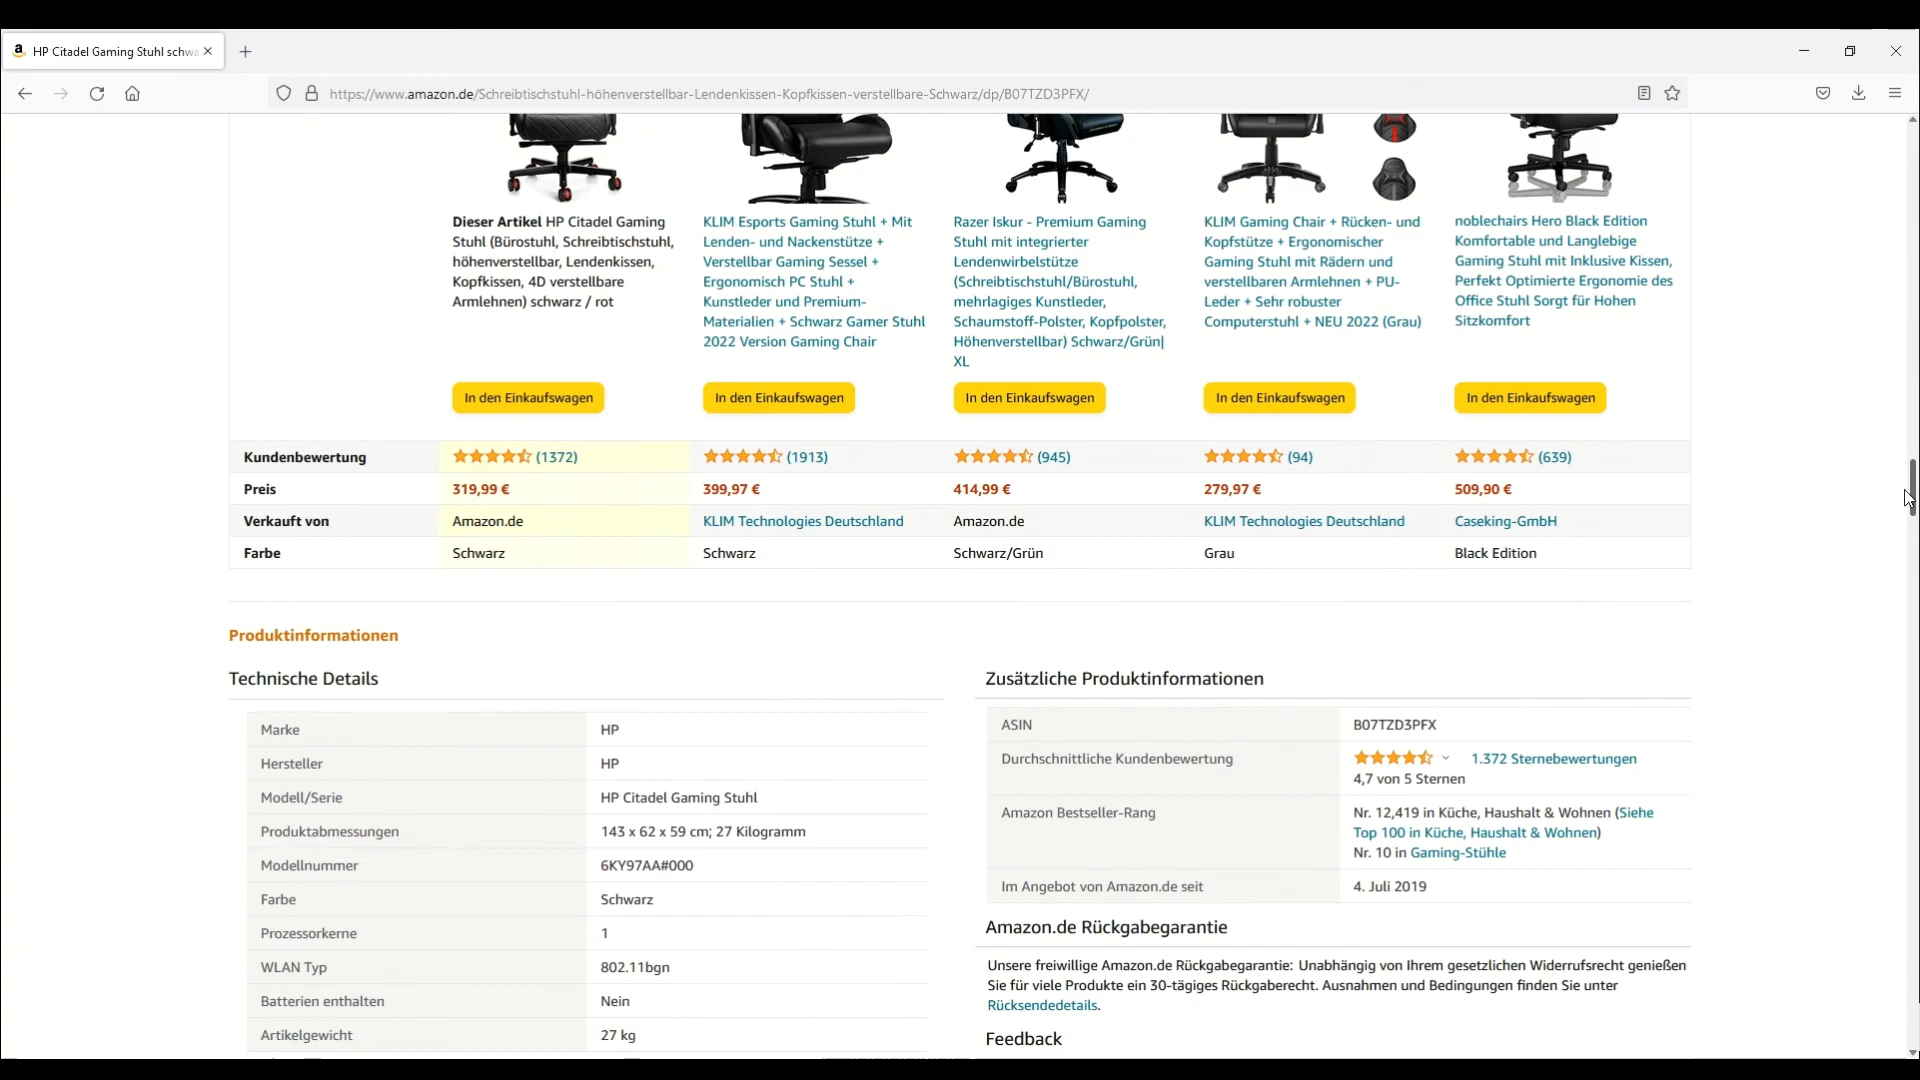 HP Citadel Gaming Stuhl schwa
https://www.amazon.de/Schreibtischstuhl-höhenverstellbar-Lendenkissen-Kopfkissen-verstellbare-Schwarz/dp/B07TZD3PFX/
Dieser Artikel HP Citadel Gaming
Stuhl (Bürostuhl, Schreibtischstuhl,
höhenverstellbar, Lendenkissen,
Kopfkissen, 4D verstellbare
Armlehnen) schwarz / rot
KLIM Esports Gaming Stuhl + Mit
Lenden- und Nackenstütze +
Verstellbar Gaming Sessel +
Ergonomisch PC Stuhl +
Kunstleder und Premium-
Materialien + Schwarz Gamer Stuhl
2022 Version Gaming Chair
Razer Iskur - Premium Gaming
Stuhl mit integrierter
Lendenwirbelstütze
(Schreibtischstuhl/Bürostuhl,
mehrlagiges Kunstleder,
Schaumstoff-Polster, Kopfpolster,
Höhenverstellbar) Schwarz/Grün|
XL
KLIM Gaming Chair + Rücken- und
Kopfstütze + Ergonomischer
Gaming Stuhl mit Rädern und
verstellbaren Armlehnen + PU-
Leder + Sehr robuster
Computerstuhl + NEU 2022 (Grau)
noblechairs Hero Black Edition
Komfortable und Langlebige
Gaming Stuhl mit Inklusive Kissen,
Perfekt Optimierte Ergonomie des
Office Stuhl Sorgt für Hohen
Sitzkomfort
In den Einkaufswagen In den Einkaufswagen In den Einkaufswagen In den Einkaufswagen In den Einkaufswagen
Kundenbewertung (1372) (1913) (945) (94) (639)
Preis 319,99 € 399,97 € 414,99 € 279,97 € 509,90 €
Verkauft von Amazon.de KLIM Technologies Deutschland Amazon.de KLIM Technologies Deutschland Caseking-GmbH
Farbe Schwarz Schwarz Schwarz/Grün Grau Black Edition
Produktinformationen
Technische Details
Marke HP
Hersteller HP
Modell/Serie HP Citadel Gaming Stuhl
Produktabmessungen 143 x 62 x 59 cm; 27 Kilogramm
Modellnummer 6KY97AA#000
Farbe Schwarz
Prozessorkerne 1
WLAN Typ 802.11bgn
Batterien enthalten Nein
Artikelgewicht 27 kg
Zusätzliche Produktinformationen
ASIN B07TZD3PFX
Durchschnittliche Kundenbewertung 1.372 Sternebewertungen
4,7 von 5 Sternen
Amazon Bestseller-Rang Nr. 12,419 in Küche, Haushalt & Wohnen (Siehe
Top 100 in Küche, Haushalt & Wohnen)
Nr. 10 in Gaming-Stühle
Im Angebot von Amazon.de seit 4. Juli 2019
Amazon.de Rückgabegarantie
Unsere freiwillige Amazon.de Rückgabegarantie: Unabhängig von Ihrem gesetzlichen Widerrufsrecht genießen
Sie für viele Produkte ein 30-tägiges Rückgaberecht. Ausnahmen und Bedingungen finden Sie unter
Rücksendedetails.
Feedback